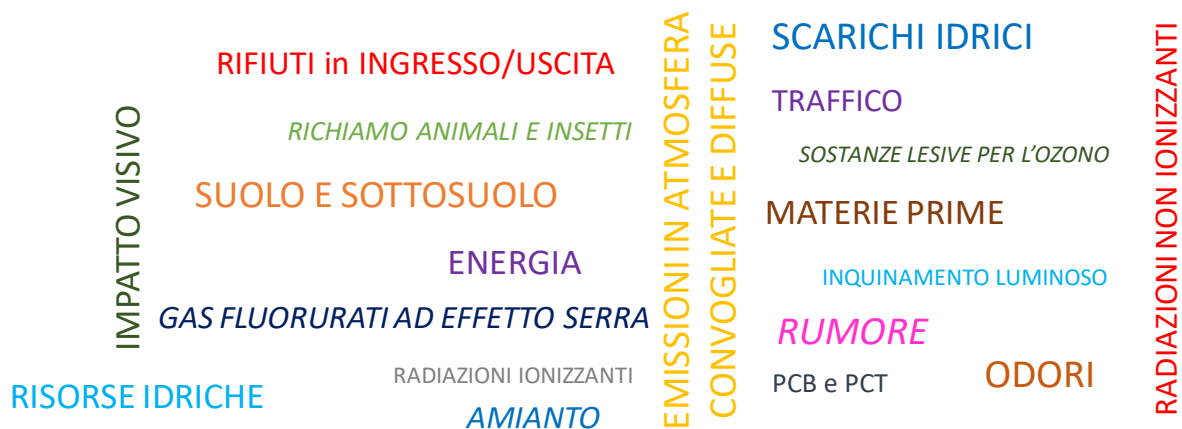 IMPATTO VISIVO
RIFIUTI in INGRESSO/USCITA
RICHIAMO ANIMALI E INSETTI
SUOLO E SOTTOSUOLO
ENERGIA
GAS FLUORURATI AD EFFETTO SERRA
RADIAZIONI IONIZZANTI
RISORSE IDRICHE
AMIANTO
EMISSIONI IN ATMOSFERA
CONVOGLIATE E DIFFUSE
SCARICHI IDRICI
TRAFFICO
SOSTANZE LESIVE PER L'OZONO
MATERIE PRIME
INQUINAMENTO LUMINOSO
RUMORE
PCB e PCT
ODORI
RADIAZIONI NON IONIZZANTI